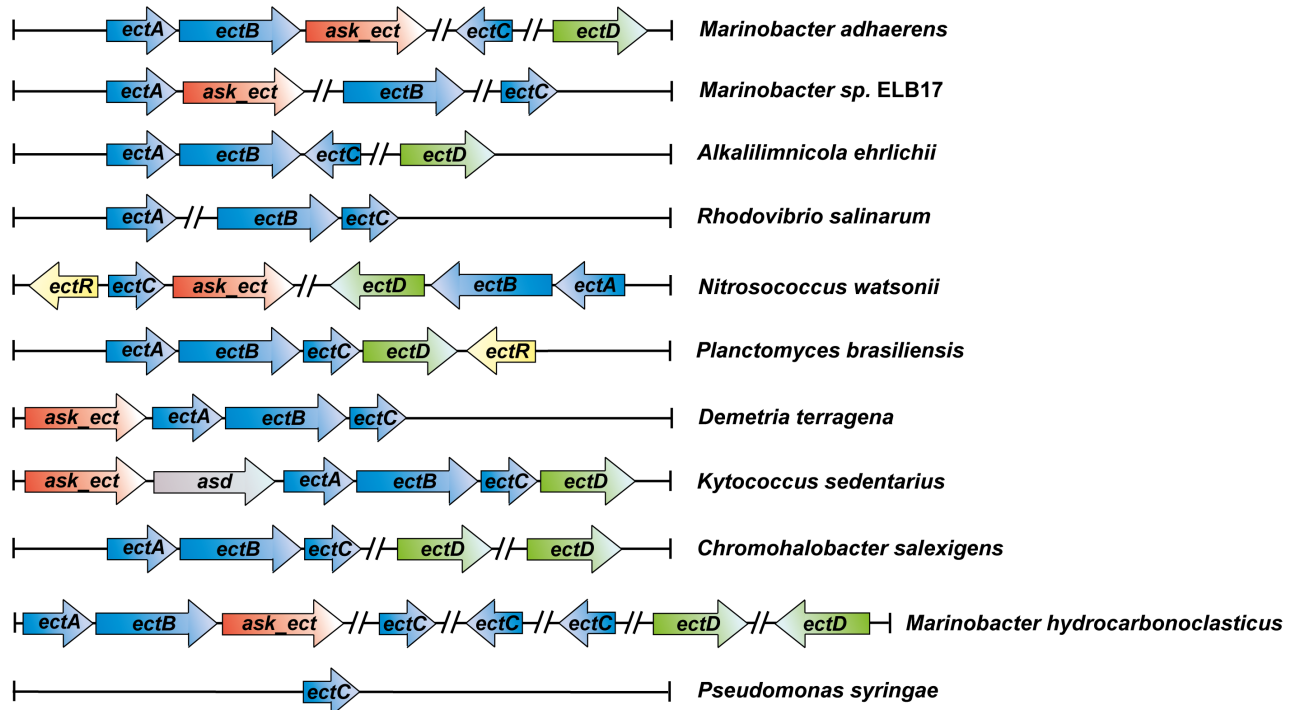 ectA ectB ask_ect // ectC // ectD Marinobacter adhaerens
ectA ask_ect // ectB // ectC Marinobacter sp. ELB17
ectA ectB ectC // ectD Alkalilimnicola ehrlichii
ectA // ectB ectC Rhodovibrio salinarum
ectR ectC ask_ect // ectD ectB ectA Nitrosococcus watsonii
ectA ectB ectC ectD ectR Planctomyces brasiliensis
ask_ect ectA ectB ectC Demetria terragena
ask_ect asd ectA ectB ectC ectD Kytococcus sedentarius
ectA ectB ectC // ectD // ectD Chromohalobacter salexigens
ectA ectB ask_ect // ectC // ectC // ectC // ectD // ectD Marinobacter hydrocarbonoclasticus
ectC Pseudomonas syringae